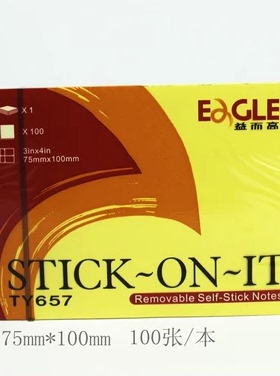 EAGLE
益而高
X 1
X 100
3inx4in
75mmx100mm
STICK~ON~IT
TY657
Removable Self-Stick Notes
75mm*100mm 100张/本